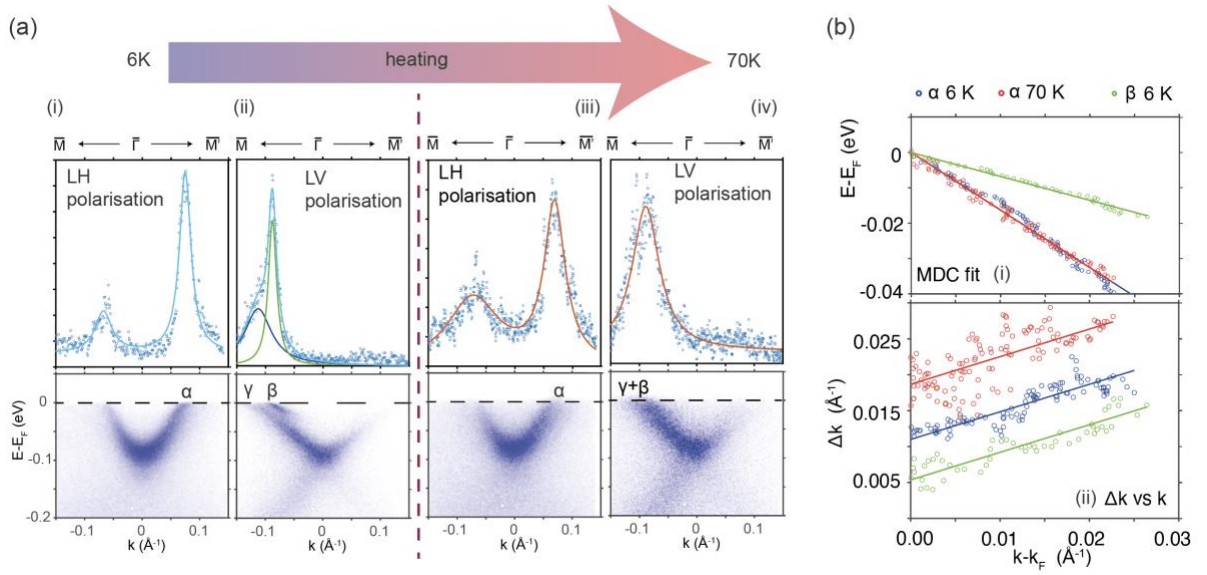 (a)
6K
heating
70K
(i)
(ii)
(iii)
(iv)
M̅ ← Γ̅ → M̅'
M̅ ← Γ̅ → M̅'
M̅ ← Γ̅ → M̅'
M̅ ← Γ̅ → M̅'
LH
polarisation
LV
polarisation
LH
polarisation
LV
polarisation
α
γ β
α
γ+β
E-E_F (eV)
0
-0.1
-0.2
-0.1 0 0.1
-0.1 0 0.1
-0.1 0 0.1
-0.1 0 0.1
k (Å⁻¹)
k (Å⁻¹)
k (Å⁻¹)
k (Å⁻¹)
(b)
α 6 K
α 70 K
β 6 K
E-E_F (eV)
0
-0.02
-0.04
MDC fit (i)
Δk (Å⁻¹)
0.025
0.015
0.005
(ii) Δk vs k
0.00 0.01 0.02 0.03
k-k_F (Å⁻¹)